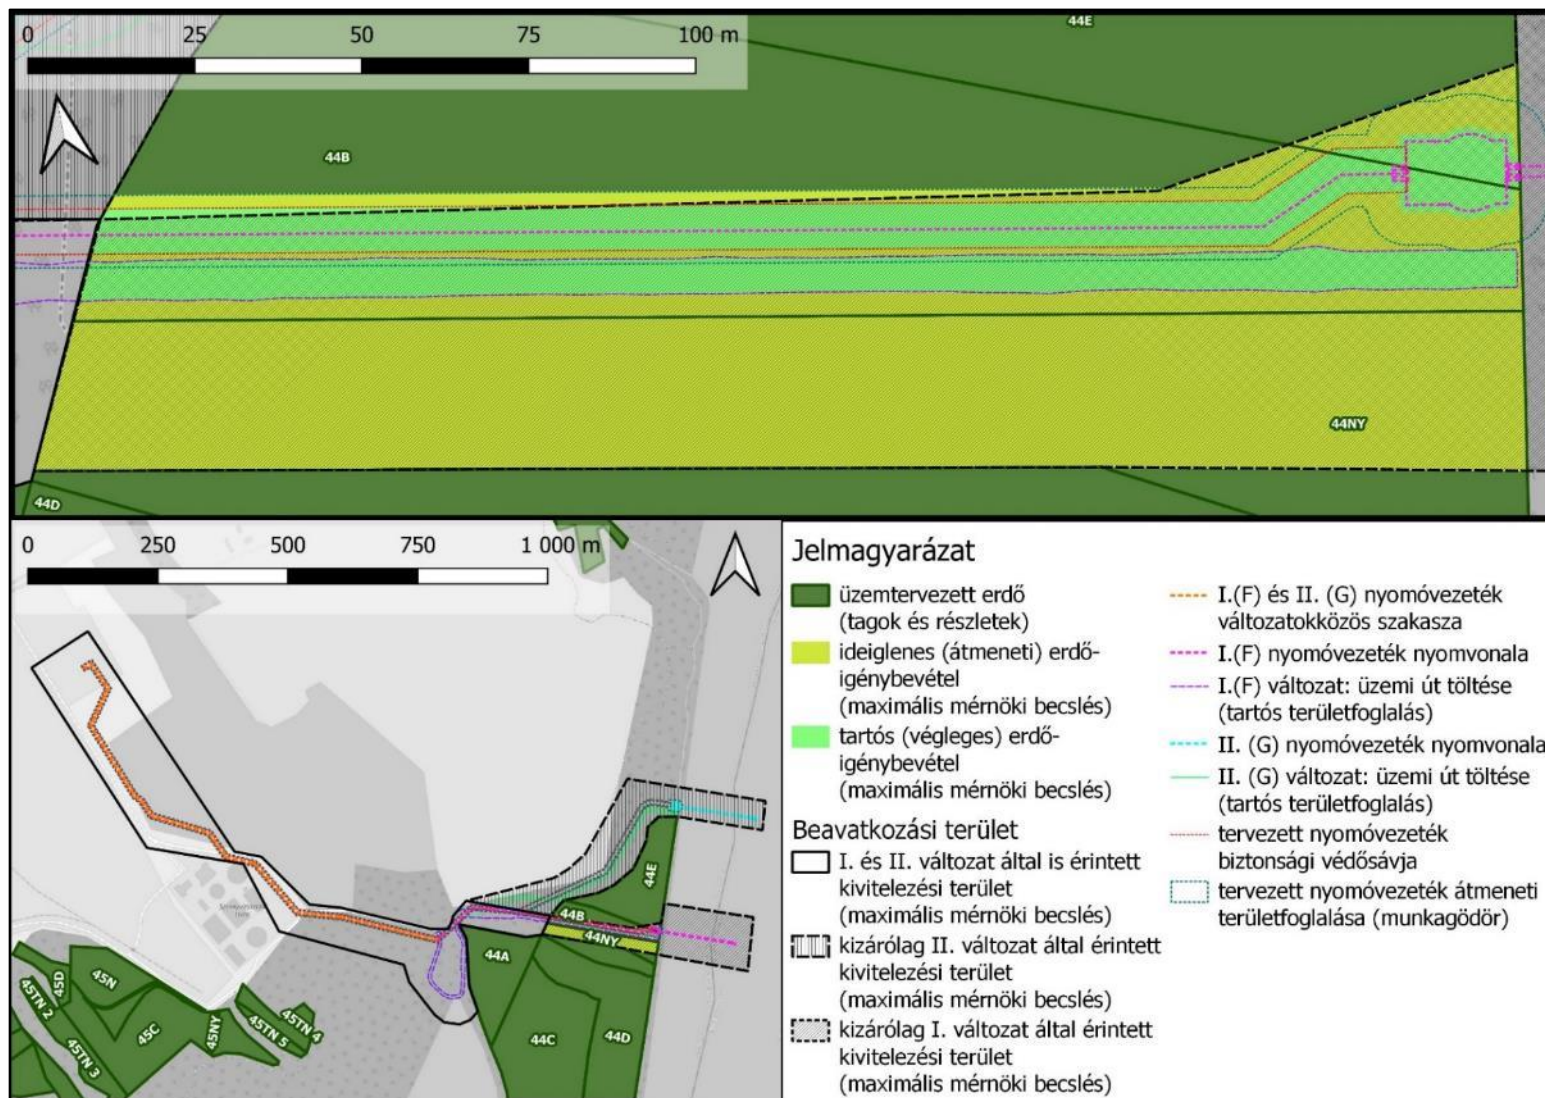 0 25 50 75 100 m
44E
44B
44NY
44D
0 250 500 750 1 000 m
44E
44B
44NY
44A
44C
44D
45D
45N
45TN 2
45C
45NY
45TN 4
45TN 5
45TN 3
Jelmagyarázat
üzemtervezett erdő
(tagok és részletek)
ideiglenes (átmeneti) erdő-
igénybevétel
(maximális mérnöki becslés)
tartós (végleges) erdő-
igénybevétel
(maximális mérnöki becslés)
Beavatkozási terület
I. és II. változat által is érintett
kivitelezési terület
(maximális mérnöki becslés)
kizárólag II. változat által érintett
kivitelezési terület
(maximális mérnöki becslés)
kizárólag I. változat által érintett
kivitelezési terület
(maximális mérnöki becslés)
I.(F) és II. (G) nyomóvezeték
változatokközös szakasza
I.(F) nyomóvezeték nyomvonala
I.(F) változat: üzemi út töltése
(tartós területfoglalás)
II. (G) nyomóvezeték nyomvonala
II. (G) változat: üzemi út töltése
(tartós területfoglalás)
tervezett nyomóvezeték
biztonsági védősávja
tervezett nyomóvezeték átmeneti
területfoglalása (munkagödör)